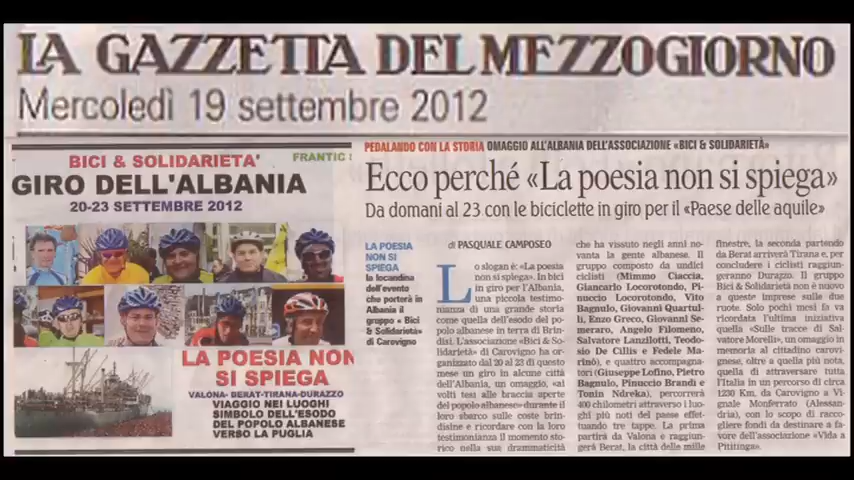 LA GAZZETTA DEL MEZZOGIORNO
Mercoledì 19 settembre 2012
BICI & SOLIDARIETA'
FRANTIC
GIRO DELL'ALBANIA
20-23 SETTEMBRE 2012
LA POESIA NON
SI SPIEGA
VALONA- BERAT-TIRANA-DURAZZO
VIAGGIO NEI LUOGHI
SIMBOLO DELL'ESODO
DEL POPOLO ALBANESE
VERSO LA PUGLIA
PEDALANDO CON LA STORIA OMAGGIO ALL'ALBANIA DELL'ASSOCIAZIONE «BICI & SOLIDARIETÀ»
Ecco perché «La poesia non si spiega»
Da domani al 23 con le biciclette in giro per il «Paese delle aquile»
LA POESIA
NON SI
SPIEGA
la locandina
dell'evento
che porterà in
Albania il
gruppo « Bici
& Solidarietà»
di Carovigno
di PASQUALE CAMPOSEO
Lo slogan è: «La poesia
non si spiega». In bici
in giro per l'Albania,
una piccola testimo-
nianza di una grande storia
come quella dell'esodo del po-
polo albanese in terra di Brin-
disi. L'associazione «Bici & So-
lidarietà» di Carovigno ha or-
ganizzato dal 20 al 23 di questo
mese un giro in alcune città
dell'Albania, un omaggio, «ai
volti tesi alle braccia aperte
del popolo albanese» durante il
loro sbarco sulle coste brin-
disine e ricordare con la loro
testimonianza il momento sto-
rico nella sua drammaticità
che ha vissuto negli anni no-
vanta la gente albanese. Il
gruppo composto da undici
ciclisti (Mimmo Ciaccia,
Giancarlo Locorotondo, Pi-
nuccio Locorotondo, Vito
Bagnulo, Giovanni Quartul-
li, Enzo Greco, Giovanni Se-
meraro, Angelo Filomeno,
Salvatore Lanzilotti, Teodo-
sio De Cillis e Fedele Ma-
rinò), e quattro accompagna-
tori (Giuseppe Lofino, Pietro
Bagnulo, Pinuccio Brandi e
Tonin Ndreka), percorrerà
400 chilometri attraverso i luo-
ghi più noti del paese effet-
tuando tre tappe. La prima
partirà da Valona e raggiun-
gerà Berat, la città delle mille
finestre, la seconda partendo
da Berat arriverà Tirana e, per
concludere i ciclisti raggiun-
geranno Durazzo. Il gruppo
Bici & Solidarietà non è nuovo
a queste imprese sulle due
ruote. Solo pochi mesi fa va
ricordata l'ultima iniziativa
quella «Sulle tracce di Sal-
vatore Morelli», un omaggio
in memoria al cittadino carovi-
gnese, oltre a quella più nota,
quella di attraversare tutta
l'Italia in un percorso di circa
1230 Km, da Carovigno a Vi-
gnale Monferrato (Alessan-
dria), con lo scopo di racco-
gliere fondi da destinare a fa-
vore dell'associazione «Vida a
Pititinga».